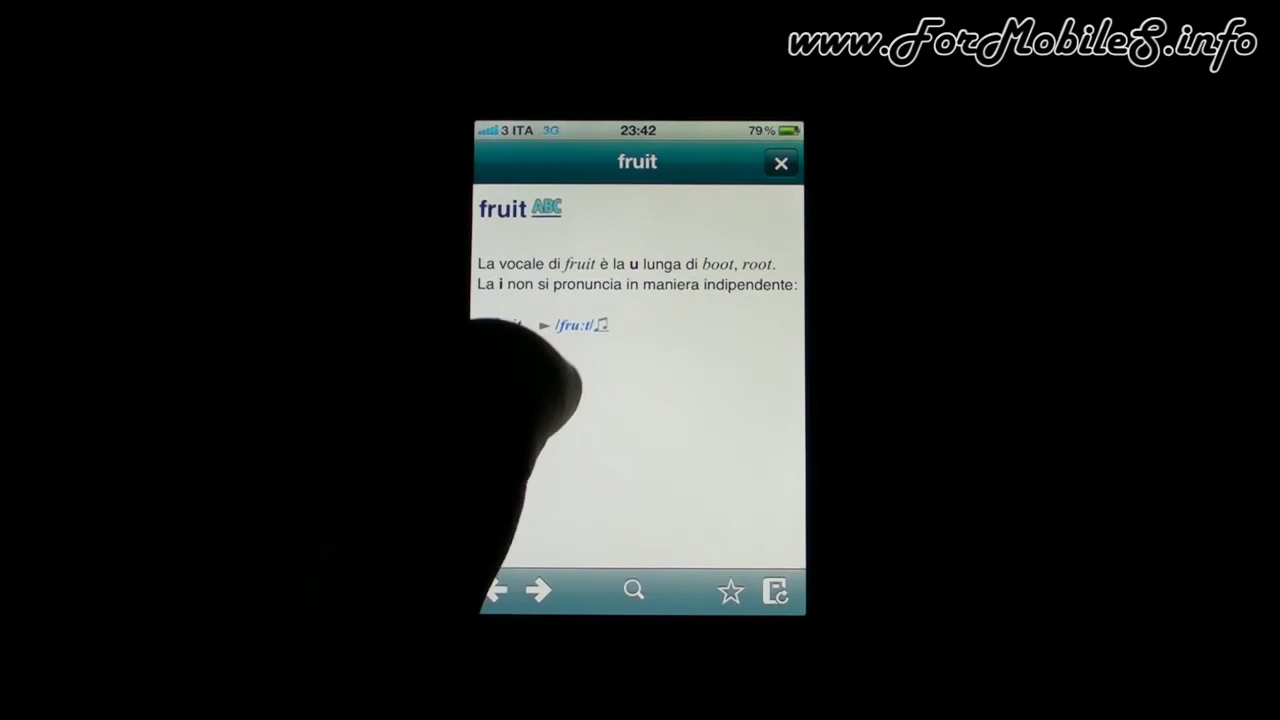 www.ForMobileS.info
3 ITA 3G 23:42 79 %
fruit
fruit ABC
La vocale di fruit è la u lunga di boot, root.
La i non si pronuncia in maniera indipendente:
► /fru:t/